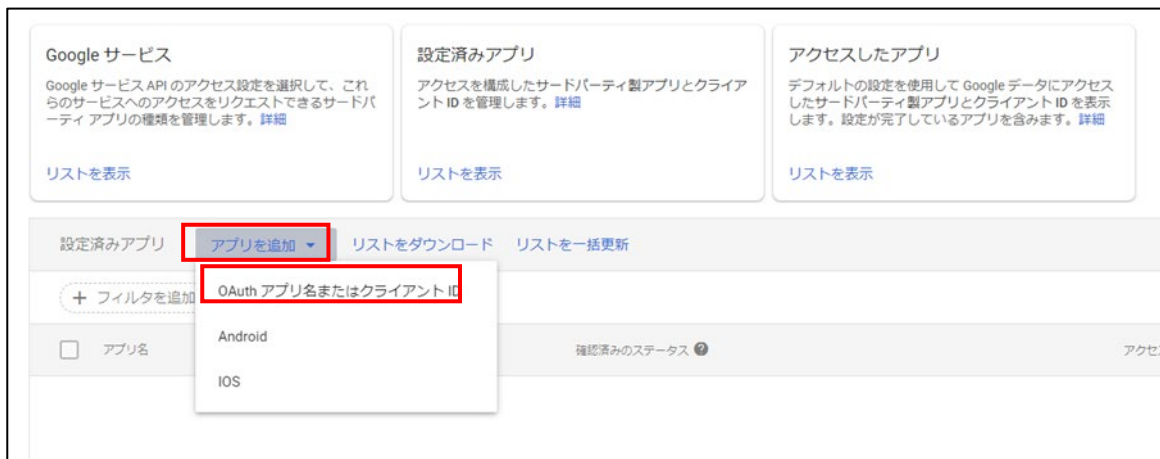 Google サービス
Google サービス API のアクセス設定を選択して、これ
らのサービスへのアクセスをリクエストできるサードパ
ーティ アプリの種類を管理します。詳細
リストを表示
設定済みアプリ
アクセスを構成したサードパーティ製アプリとクライア
ント ID を管理します。詳細
リストを表示
アクセスしたアプリ
デフォルトの設定を使用して Google データにアクセス
したサードパーティ製アプリとクライアント ID を表示
します。設定が完了しているアプリを含みます。詳細
リストを表示
設定済みアプリ アプリを追加 リストをダウンロード リストを一括更新
+ フィルタを追加
OAuth アプリ名またはクライアント ID
Android
IOS
アプリ名 確認済みのステータス ? アクセ